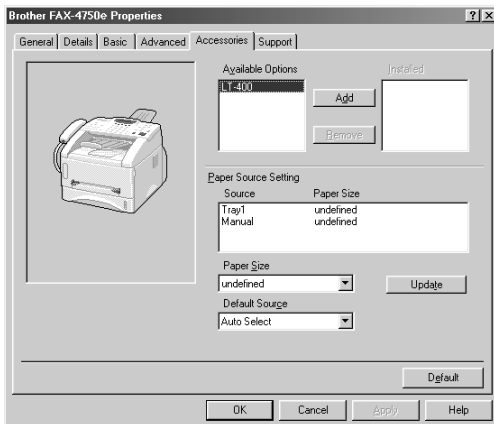 Brother FAX-4750e Properties
General Details Basic Advanced Accessories Support
Available Options
Installed
LT-400
Add
Remove
Paper Source Setting
Source Paper Size
Tray1 undefined
Manual undefined
Paper Size
undefined
Update
Default Source
Auto Select
Default
OK Cancel Apply Help